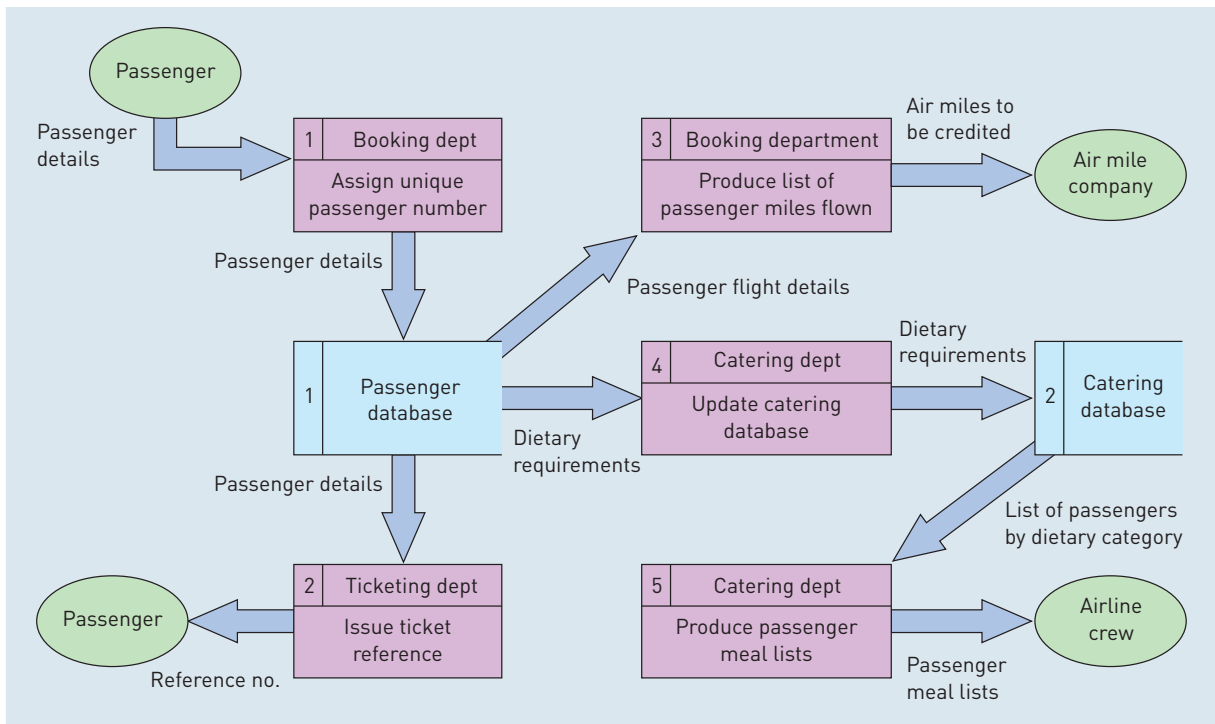 Passenger
Passenger
details
1
Booking dept
Assign unique
passenger number
3
Booking department
Produce list of
passenger miles flown
Air miles to
be credited
Air mile
company
Passenger details
Passenger flight details
1
Passenger
database
Dietary
requirements
4
Catering dept
Update catering
database
Dietary
requirements
2
Catering
database
Passenger details
List of passengers
by dietary category
2
Ticketing dept
Issue ticket
reference
Passenger
Reference no.
5
Catering dept
Produce passenger
meal lists
Airline
crew
Passenger
meal lists